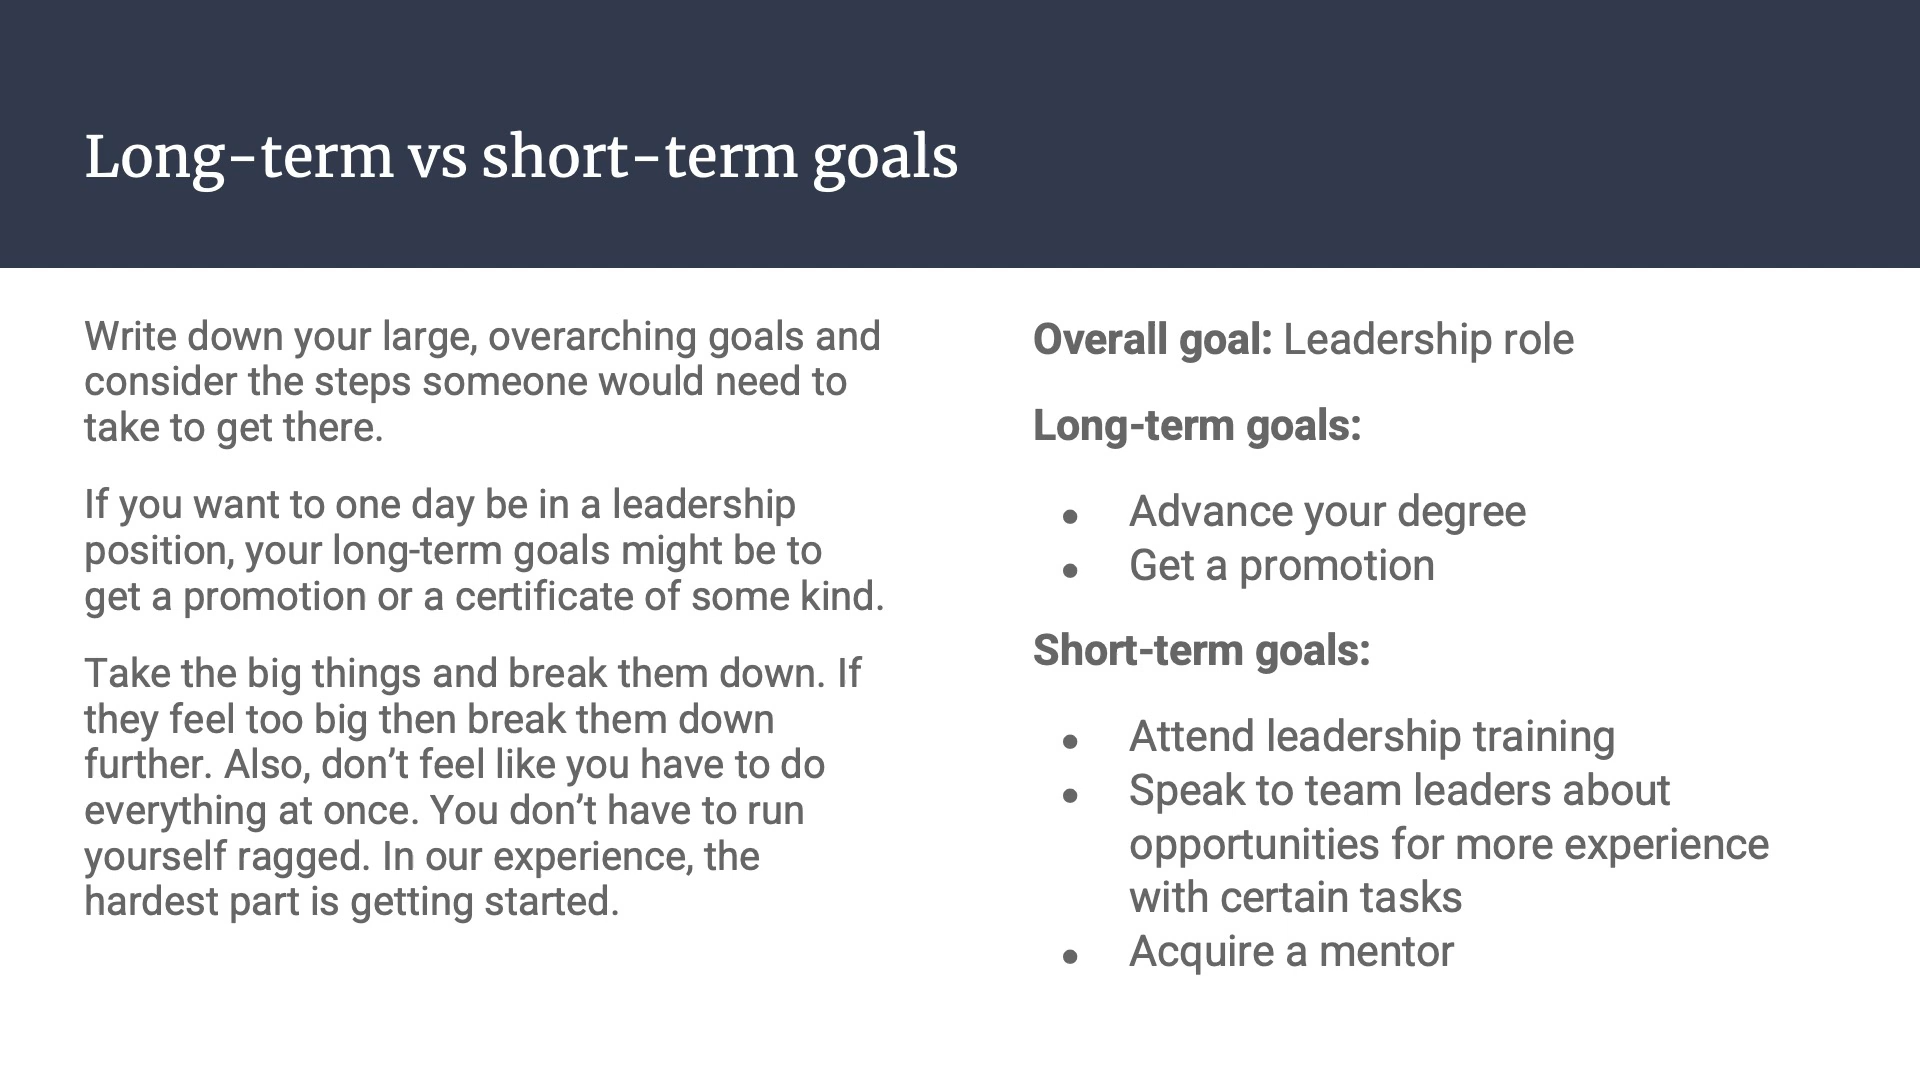 Long-term vs short-term goals
Write down your large, overarching goals and
consider the steps someone would need to
take to get there.
If you want to one day be in a leadership
position, your long-term goals might be to
get a promotion or a certificate of some kind.
Take the big things and break them down. If
they feel too big then break them down
further. Also, don’t feel like you have to do
everything at once. You don’t have to run
yourself ragged. In our experience, the
hardest part is getting started.
Overall goal: Leadership role
Long-term goals:
● Advance your degree
● Get a promotion
Short-term goals:
● Attend leadership training
● Speak to team leaders about
opportunities for more experience
with certain tasks
● Acquire a mentor